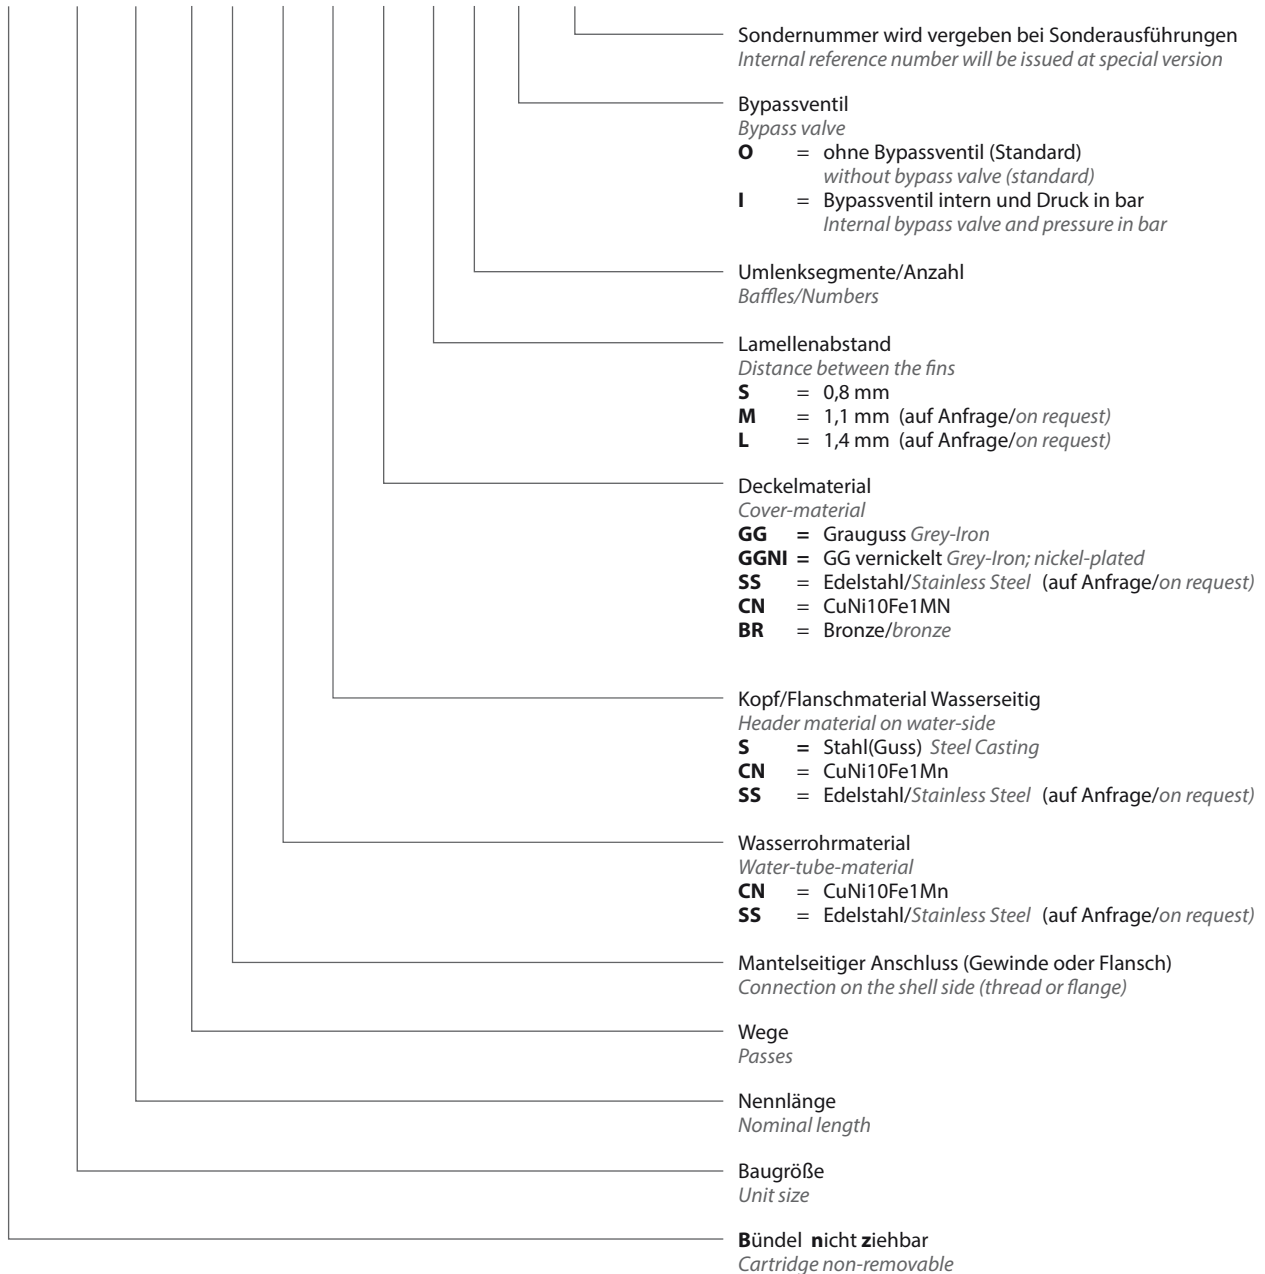 Sondernummer wird vergeben bei Sonderausführungen
Internal reference number will be issued at special version
Bypassventil
Bypass valve
O = ohne Bypassventil (Standard)
without bypass valve (standard)
I = Bypassventil intern und Druck in bar
Internal bypass valve and pressure in bar
Umlenksegmente/Anzahl
Baffles/Numbers
Lamellenabstand
Distance between the fins
S = 0,8 mm
M = 1,1 mm (auf Anfrage/on request)
L = 1,4 mm (auf Anfrage/on request)
Deckelmaterial
Cover-material
GG = Grauguss Grey-Iron
GGNI = GG vernickelt Grey-Iron; nickel-plated
SS = Edelstahl/Stainless Steel (auf Anfrage/on request)
CN = CuNi10Fe1MN
BR = Bronze/bronze
Kopf/Flanschmaterial Wasserseitig
Header material on water-side
S = Stahl(Guss) Steel Casting
CN = CuNi10Fe1Mn
SS = Edelstahl/Stainless Steel (auf Anfrage/on request)
Wasserrohrmaterial
Water-tube-material
CN = CuNi10Fe1Mn
SS = Edelstahl/Stainless Steel (auf Anfrage/on request)
Mantelseitiger Anschluss (Gewinde oder Flansch)
Connection on the shell side (thread or flange)
Wege
Passes
Nennlänge
Nominal length
Baugröße
Unit size
Bündel nicht ziehbar
Cartridge non-removable